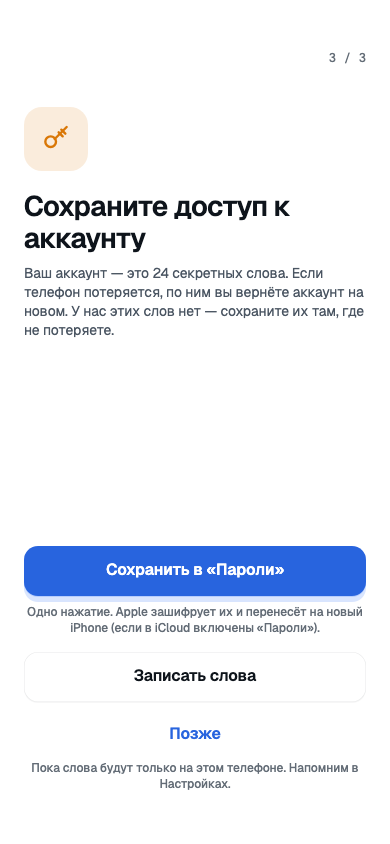 3 / 3
Сохраните доступ к
аккаунту
Ваш аккаунт — это 24 секретных слова. Если
телефон потеряется, по ним вы вернёте аккаунт на
новом. У нас этих слов нет — сохраните их там, где
не потеряете.
Сохранить в «Пароли»
Одно нажатие. Apple зашифрует их и перенесёт на новый
iPhone (если в iCloud включены «Пароли»).
Записать слова
Позже
Пока слова будут только на этом телефоне. Напомним в
Настройках.